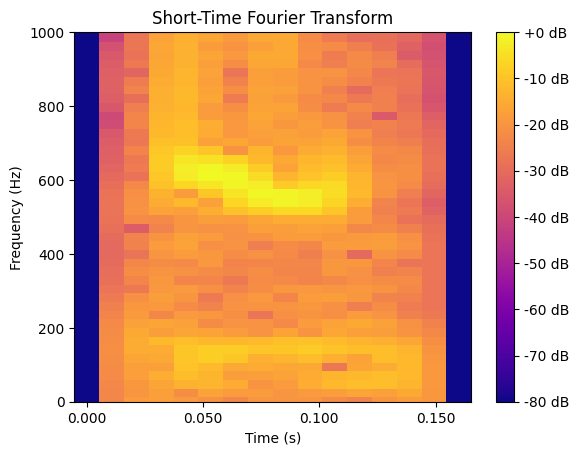 Short-Time Fourier Transform
1000
800
600
400
200
0
Frequency (Hz)
0.000
0.050
0.100
0.150
Time (s)
+0 dB
-10 dB
-20 dB
-30 dB
-40 dB
-50 dB
-60 dB
-70 dB
-80 dB